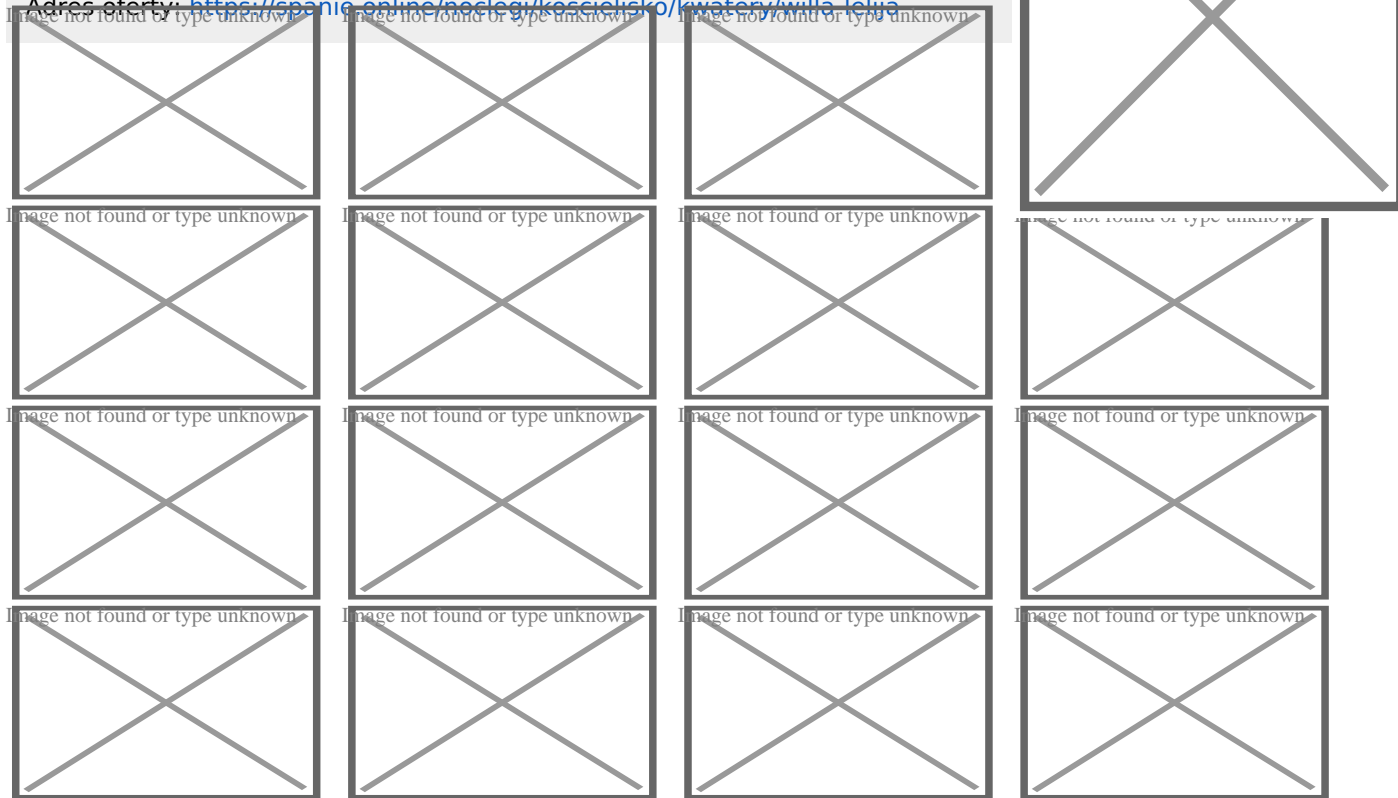 Adres oferty: https://spanie.online/noclegi/koscielisko/kwatery/willa-lelija
Image not found or type unknown Image not found or type unknown Image not found or type unknown
Image not found or type unknown Image not found or type unknown Image not found or type unknown Image not found or type unknown
Image not found or type unknown Image not found or type unknown Image not found or type unknown Image not found or type unknown
Image not found or type unknown Image not found or type unknown Image not found or type unknown Image not found or type unknown